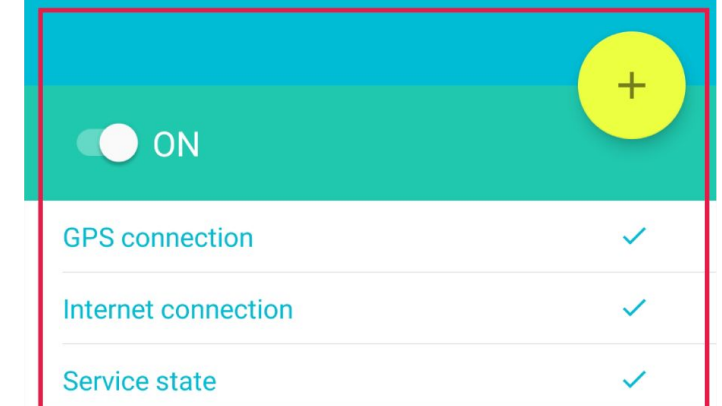 ON
GPS connection
Internet connection
Service state